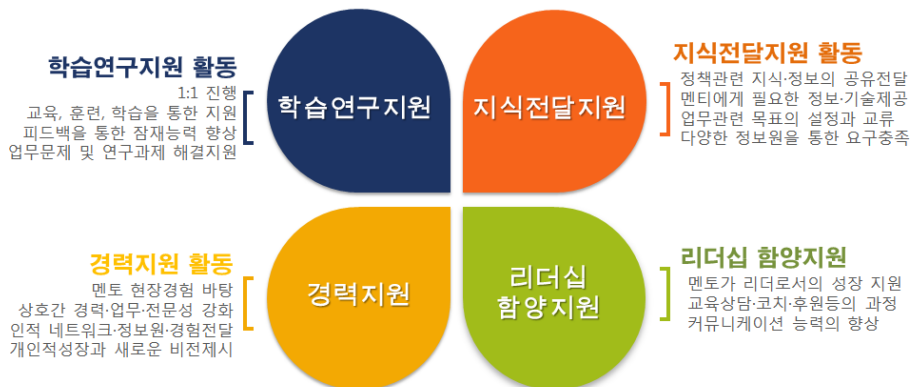 학습연구지원 활동
1:1 진행
교육, 훈련, 학습을 통한 지원
피드백을 통한 잠재능력 향상
업무문제 및 연구과제 해결지원
학습연구지원
지식전달지원
지식전달지원 활동
정책관련 지식·정보의 공유전달
멘티에게 필요한 정보·기술제공
업무관련 목표의 설정과 교류
다양한 정보원을 통한 요구충족
경력지원 활동
멘토 현장경험 바탕
상호간 경력·업무·전문성 강화
인적 네트워크·정보원·경험전달
개인적성장과 새로운 비전제시
경력지원
리더십
함양지원
리더십 함양지원
멘토가 리더로서의 성장 지원
교육상담·코치·후원등의 과정
커뮤니케이션 능력의 향상